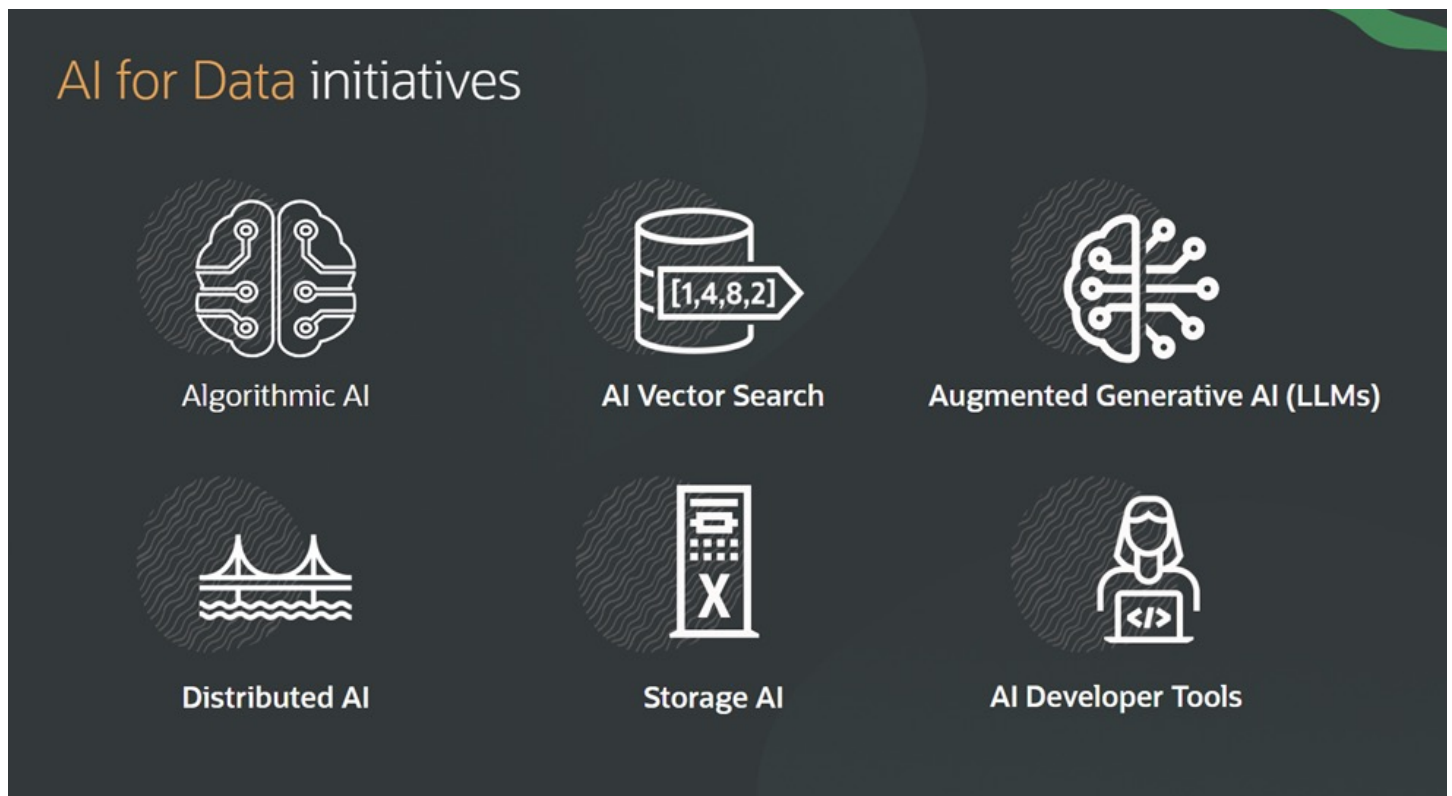 AI for Data initiatives
[1,4,8,2]
Algorithmic AI
AI Vector Search
Augmented Generative AI (LLMs)
X
</>
Distributed AI
Storage AI
AI Developer Tools